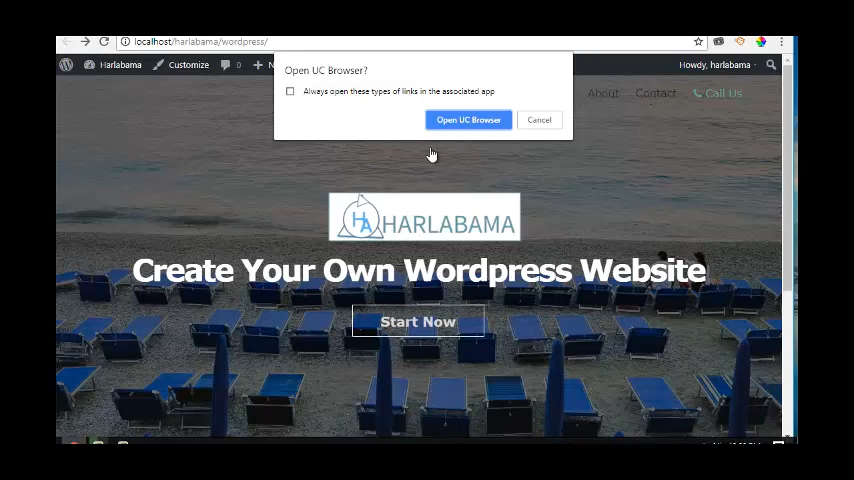 localhost/harlabama/wordpress/
Harlabama Customize 0 N
Howdy, harlabama
Open UC Browser?
Always open these types of links in the associated app
Open UC Browser Cancel
About Contact Call Us
HA HARLABAMA
Create Your Own Wordpress Website
Start Now